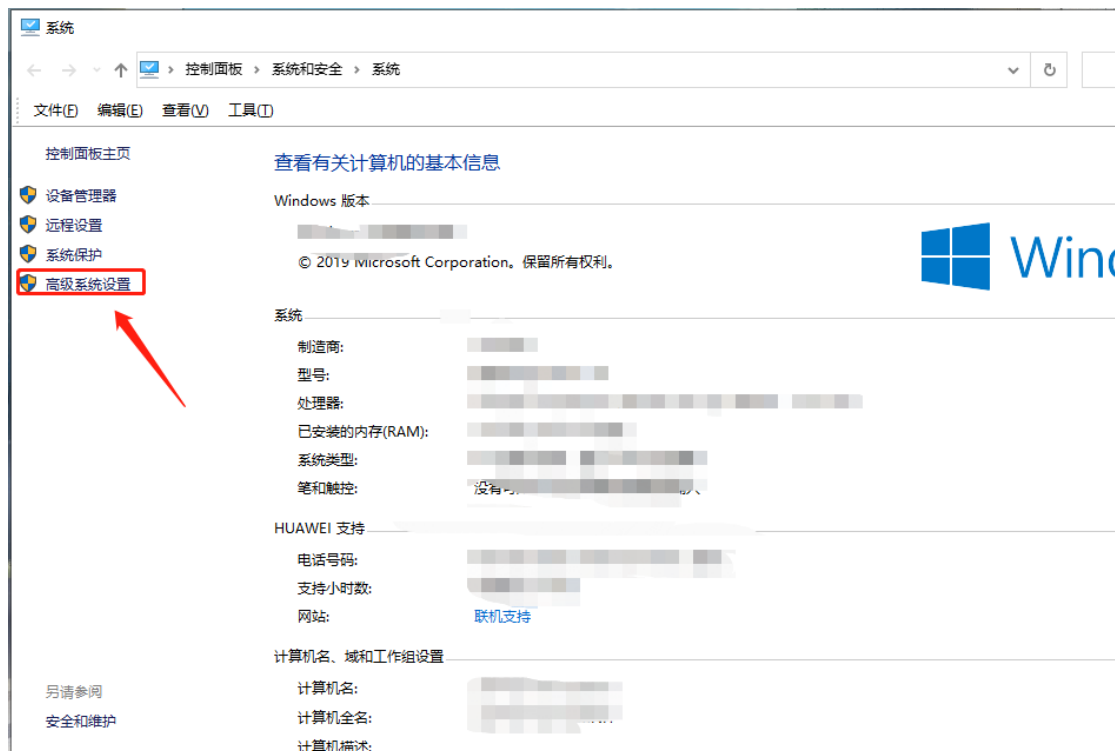 系统
控制面板 系统和安全 系统
文件(F) 编辑(E) 查看(V) 工具(T)
控制面板主页
设备管理器
远程设置
系统保护
高级系统设置
查看有关计算机的基本信息
Windows 版本
© 2019 Microsoft Corporation。保留所有权利。
系统
制造商:
型号:
处理器:
已安装的内存(RAM):
系统类型:
笔和触控: 没有
HUAWEI 支持
电话号码:
支持小时数:
网站: 联机支持
计算机名、域和工作组设置
计算机名:
计算机全名:
计算机描述:
另请参阅
安全和维护